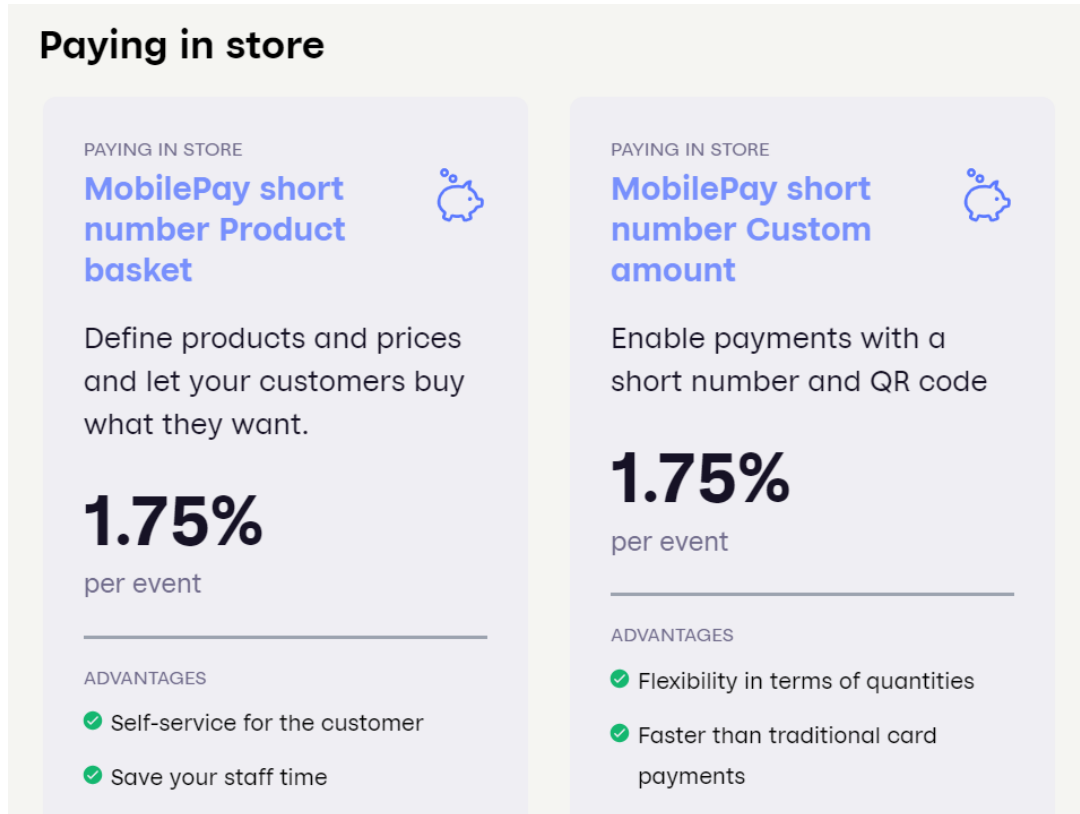 Paying in store
PAYING IN STORE
MobilePay short
number Product
basket
Define products and prices
and let your customers buy
what they want.
1.75%
per event
ADVANTAGES
Self-service for the customer
Save your staff time
PAYING IN STORE
MobilePay short
number Custom
amount
Enable payments with a
short number and QR code
1.75%
per event
ADVANTAGES
Flexibility in terms of quantities
Faster than traditional card
payments